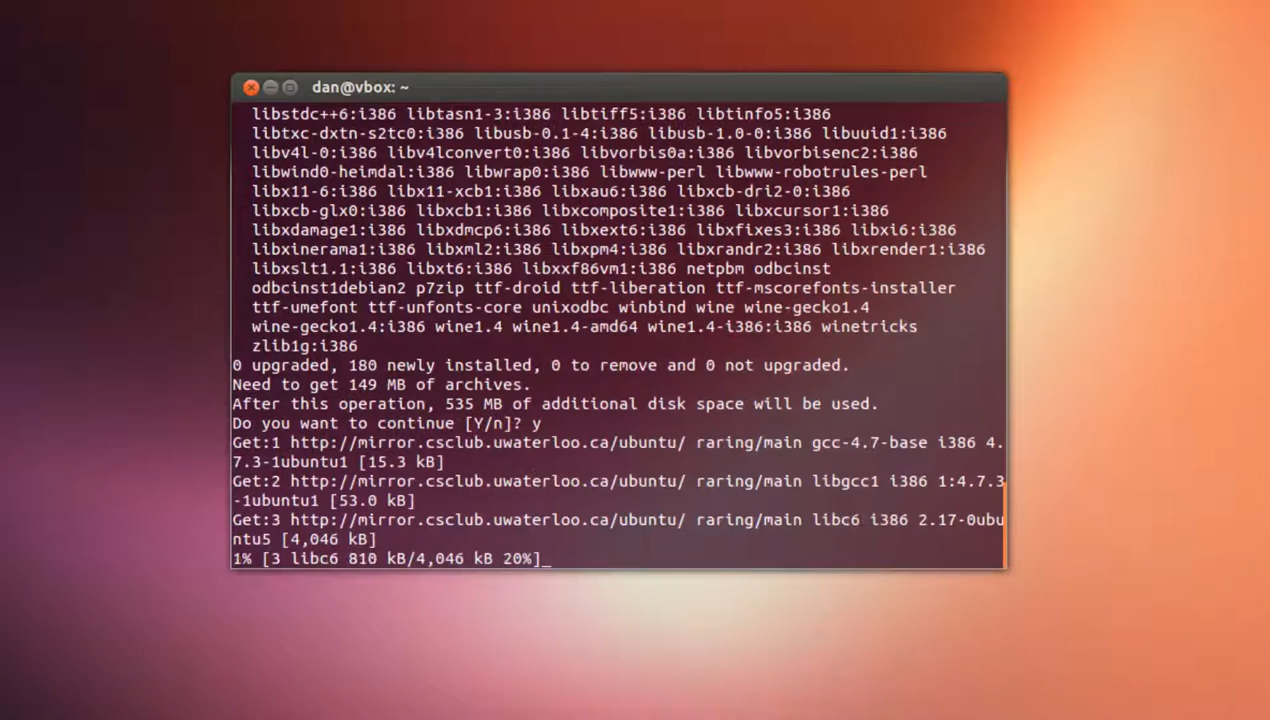 dan@vbox: ~
libstdc++6:i386 libtasn1-3:i386 libtiff5:i386 libtinfo5:i386
libtxc-dxtn-s2tc0:i386 libusb-0.1-4:i386 libusb-1.0-0:i386 libuuid1:i386
libv4l-0:i386 libv4lconvert0:i386 libvorbis0a:i386 libvorbisenc2:i386
libwind0-heimdal:i386 libwrap0:i386 libwww-perl libwww-robotrules-perl
libx11-6:i386 libx11-xcb1:i386 libxau6:i386 libxcb-dri2-0:i386
libxcb-glx0:i386 libxcb1:i386 libxcomposite1:i386 libxcursor1:i386
libxdamage1:i386 libxdmcp6:i386 libxext6:i386 libxfixes3:i386 libxi6:i386
libxinerama1:i386 libxml2:i386 libxpm4:i386 libxrandr2:i386 libxrender1:i386
libxslt1.1:i386 libxt6:i386 libxxf86vm1:i386 netpbm odbcinst
odbcinst1debian2 p7zip ttf-droid ttf-liberation ttf-mscorefonts-installer
ttf-umefont ttf-unfonts-core unixodbc winbind wine wine-gecko1.4
wine-gecko1.4:i386 wine1.4 wine1.4-amd64 wine1.4-i386:i386 winetricks
zlib1g:i386
0 upgraded, 180 newly installed, 0 to remove and 0 not upgraded.
Need to get 149 MB of archives.
After this operation, 535 MB of additional disk space will be used.
Do you want to continue [Y/n]? y
Get:1 http://mirror.csclub.uwaterloo.ca/ubuntu/ raring/main gcc-4.7-base i386 4.
7.3-1ubuntu1 [15.3 kB]
Get:2 http://mirror.csclub.uwaterloo.ca/ubuntu/ raring/main libgcc1 i386 1:4.7.3
-1ubuntu1 [53.0 kB]
Get:3 http://mirror.csclub.uwaterloo.ca/ubuntu/ raring/main libc6 i386 2.17-0ubu
ntu5 [4,046 kB]
1% [3 libc6 810 kB/4,046 kB 20%]_